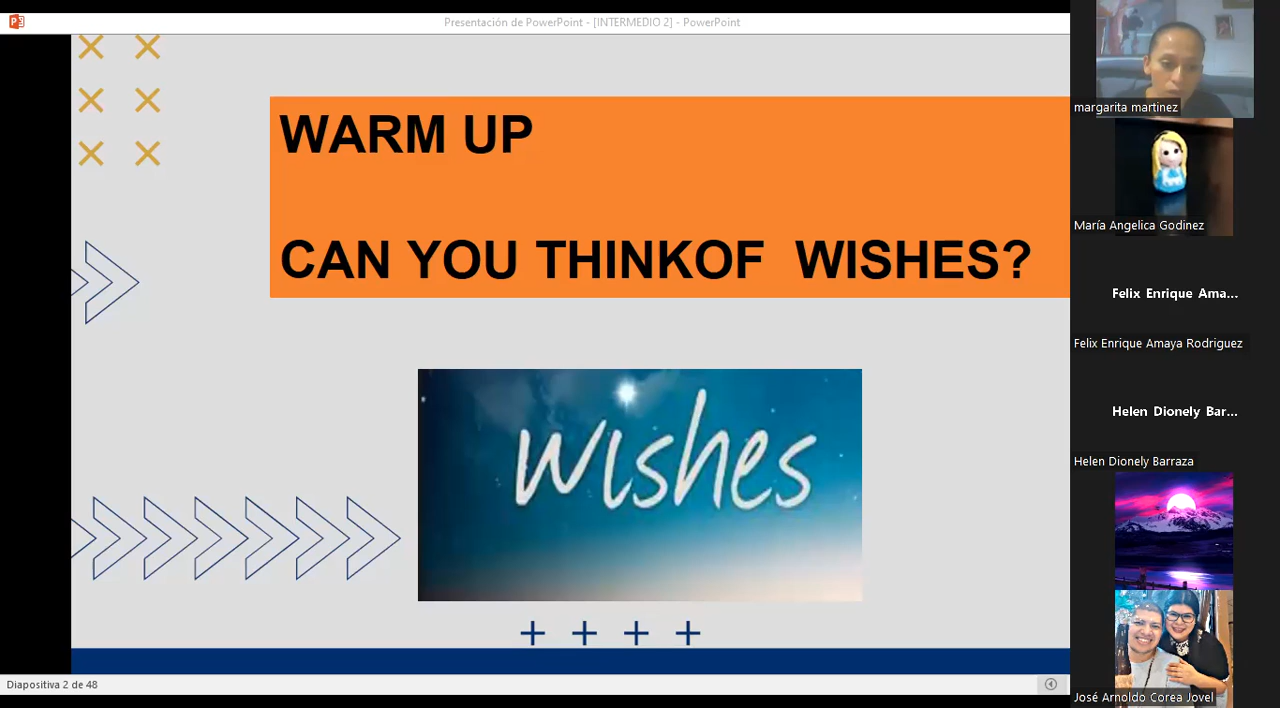 Presentación de PowerPoint - [INTERMEDIO 2] - PowerPoint
WARM UP
CAN YOU THINKOF  WISHES?
wishes
Diapositiva 2 de 48
margarita martinez
María Angelica Godinez
Felix Enrique Ama...
Felix Enrique Amaya Rodriguez
Helen Dionely Bar...
Helen Dionely Barraza
José Arnoldo Corea Jovel